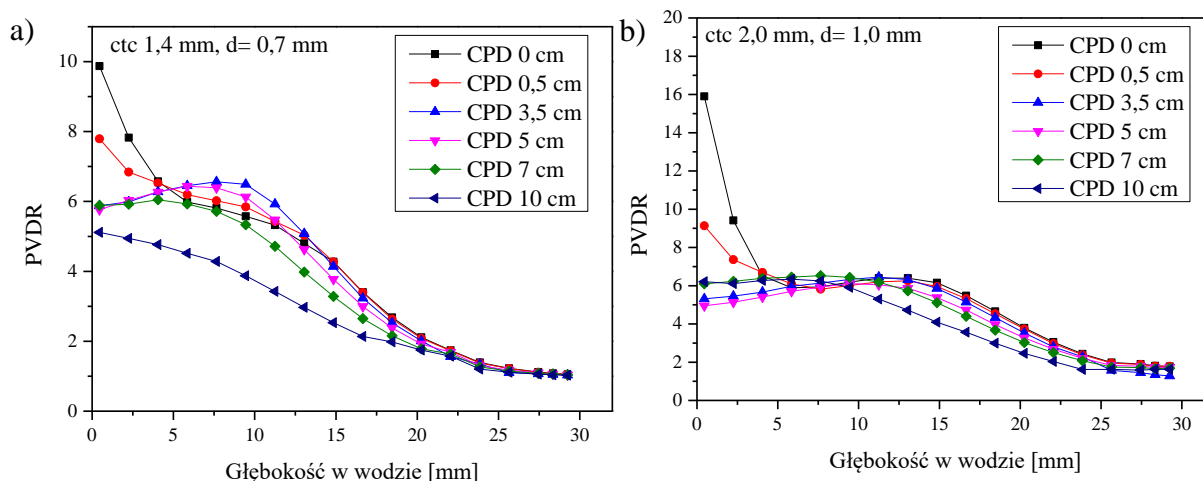 a)
ctc 1,4 mm, d= 0,7 mm
CPD 0 cm
CPD 0,5 cm
CPD 3,5 cm
CPD 5 cm
CPD 7 cm
CPD 10 cm
PVDR
10
8
6
4
2
0
0 5 10 15 20 25 30
Głębokość w wodzie [mm]
b)
ctc 2,0 mm, d= 1,0 mm
CPD 0 cm
CPD 0,5 cm
CPD 3,5 cm
CPD 5 cm
CPD 7 cm
CPD 10 cm
PVDR
20
18
16
14
12
10
8
6
4
2
0
0 5 10 15 20 25 30
Głębokość w wodzie [mm]